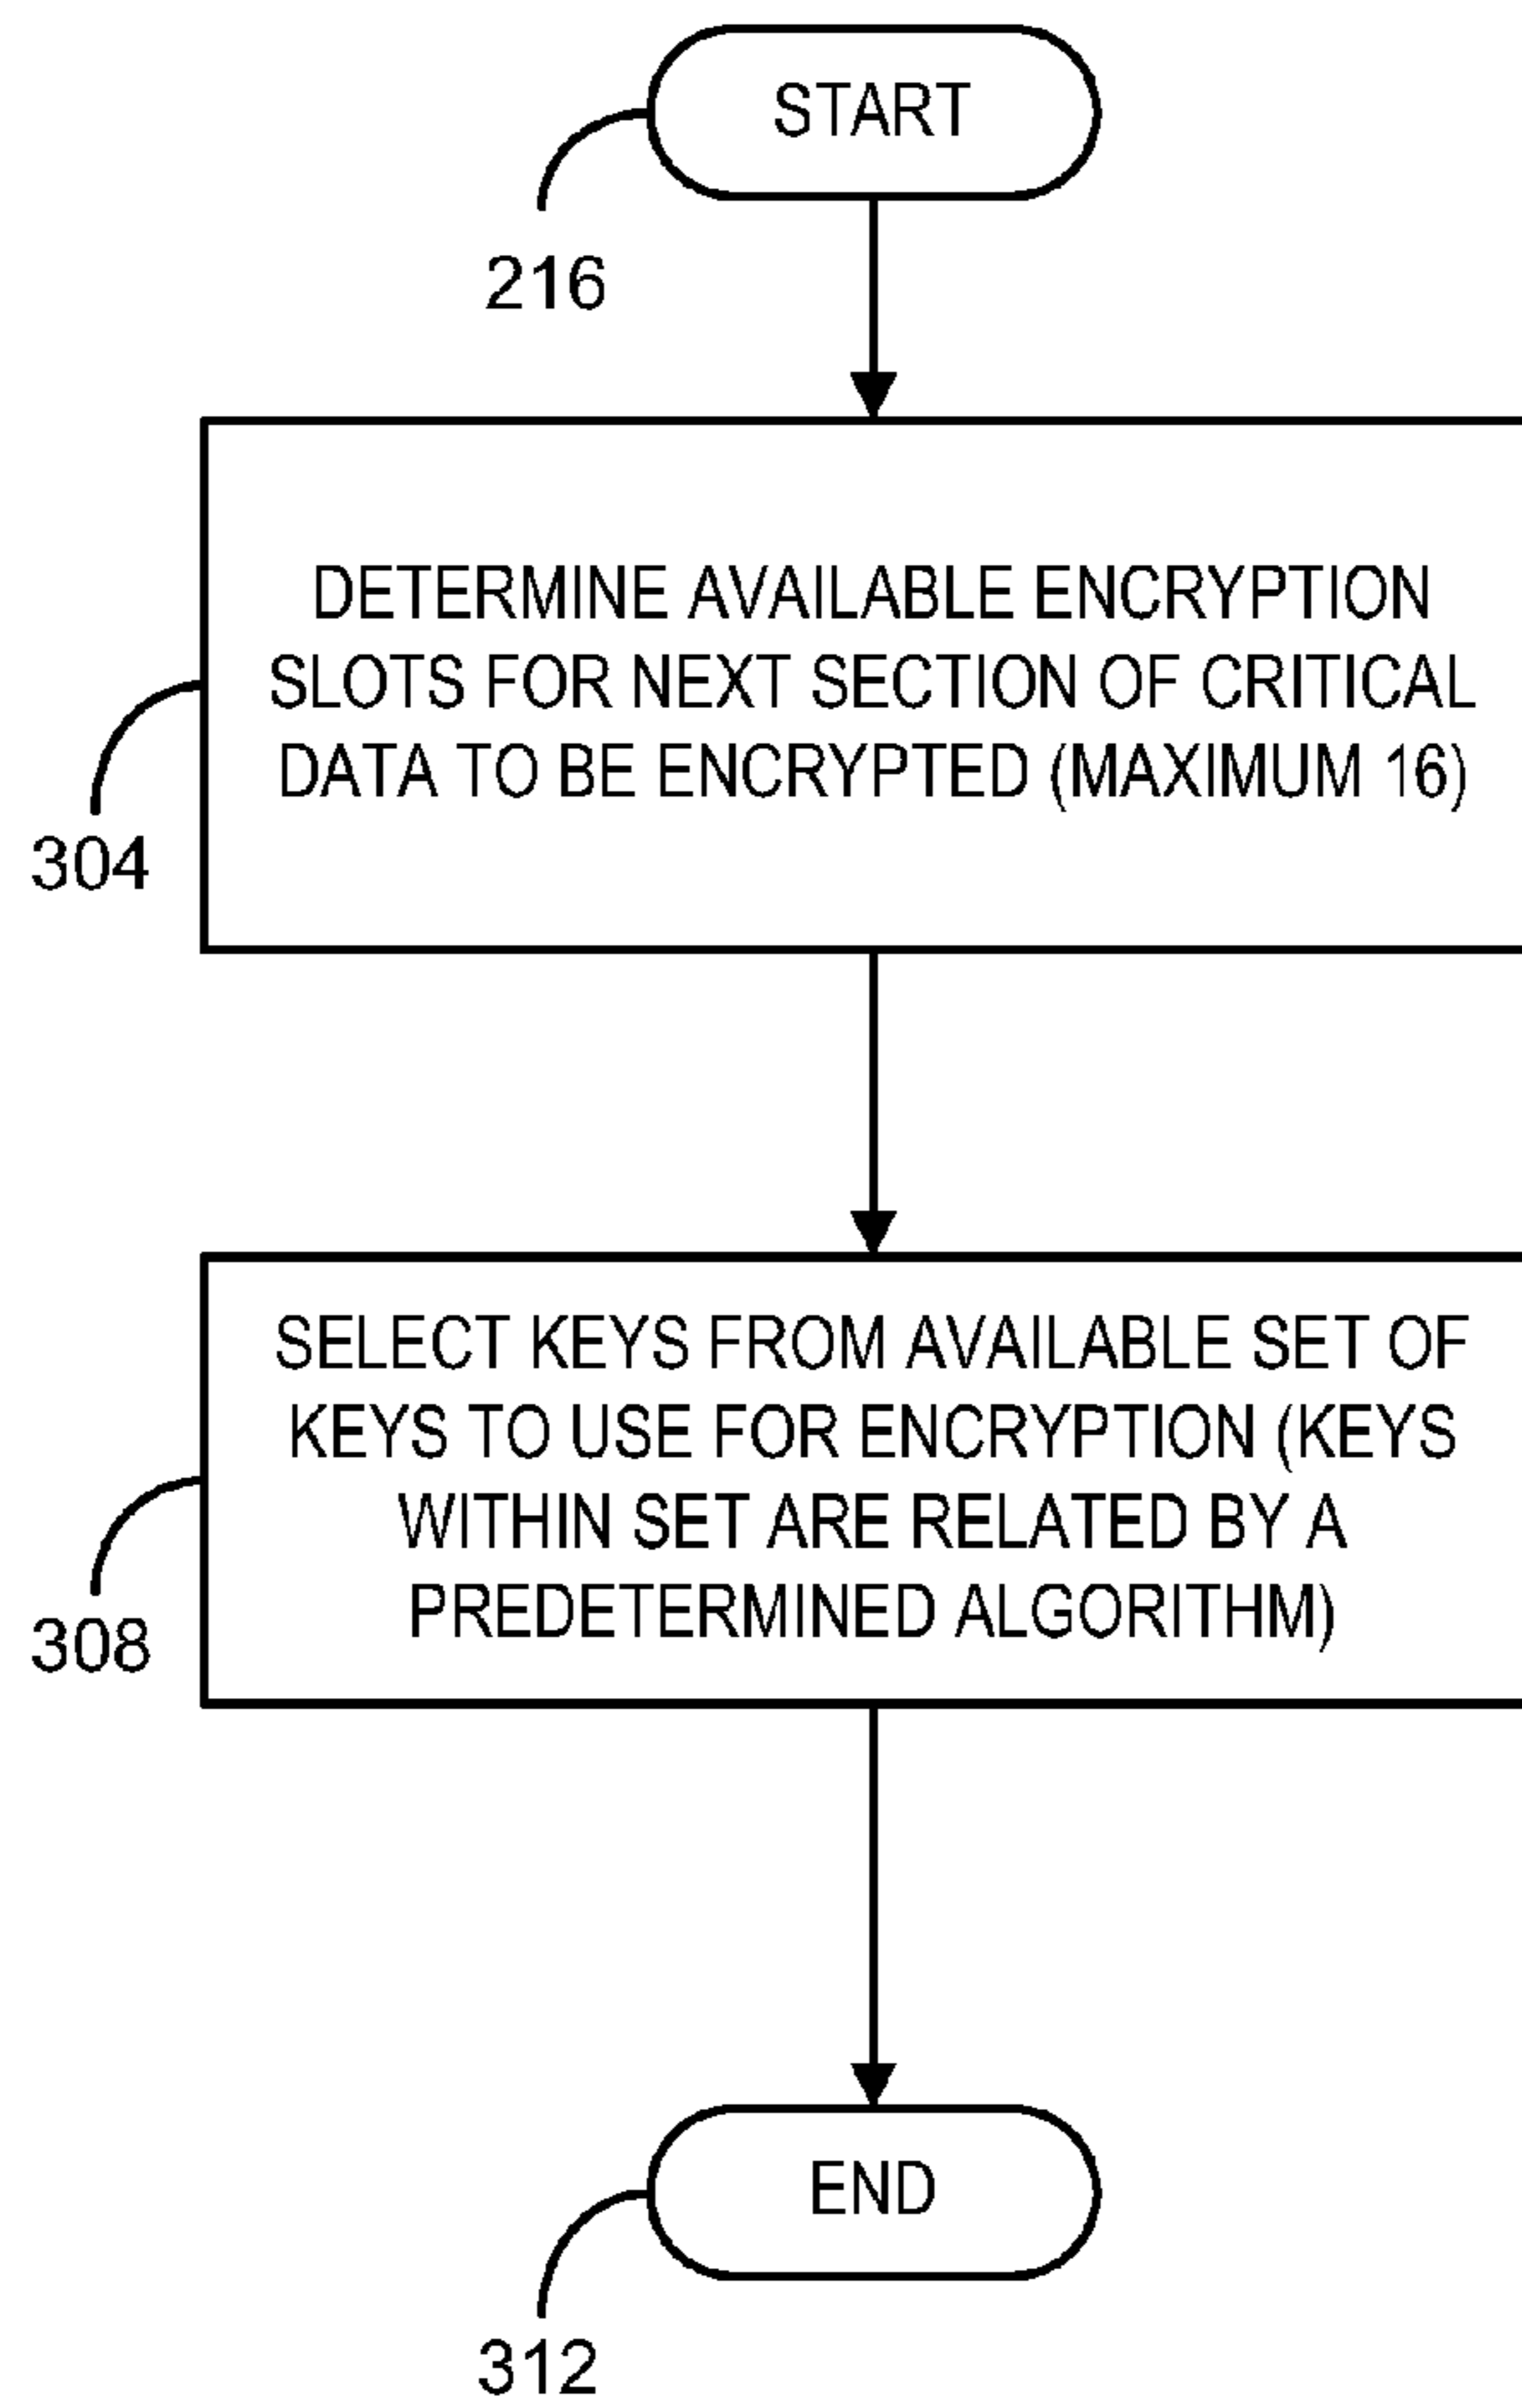 START
216
DETERMINE AVAILABLE ENCRYPTION
SLOTS FOR NEXT SECTION OF CRITICAL
DATA TO BE ENCRYPTED (MAXIMUM 16)
304
SELECT KEYS FROM AVAILABLE SET OF
KEYS TO USE FOR ENCRYPTION (KEYS
WITHIN SET ARE RELATED BY A
PREDETERMINED ALGORITHM)
308
END
312